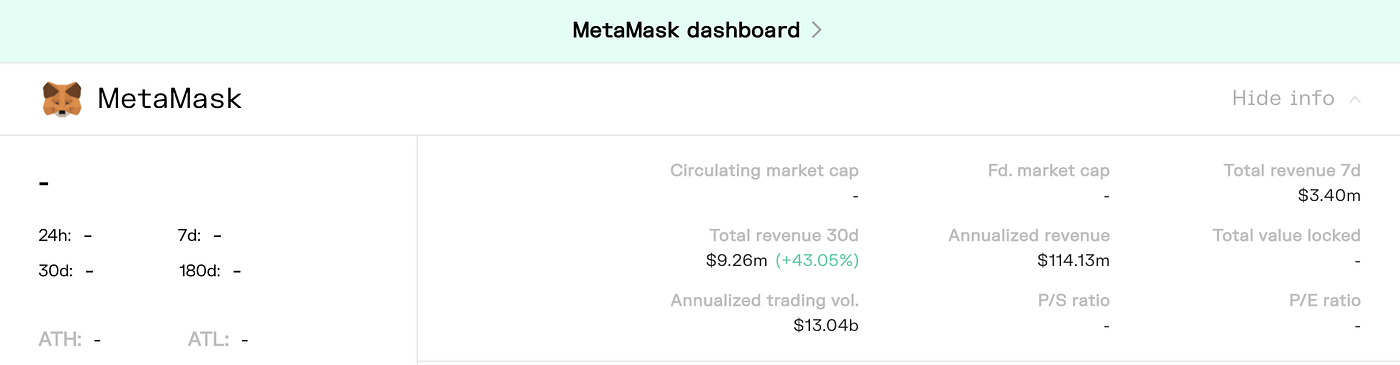 MetaMask dashboard
MetaMask
Hide info
-
24h: -
7d: -
30d: -
180d: -
ATH: -
ATL: -
Circulating market cap
-
Fd. market cap
-
Total revenue 7d
$3.40m
Total revenue 30d
$9.26m (+43.05%)
Annualized revenue
$114.13m
Total value locked
-
Annualized trading vol.
$13.04b
P/S ratio
-
P/E ratio
-